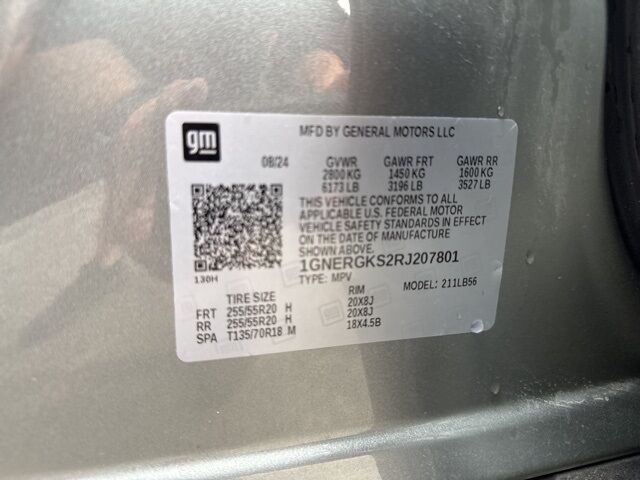 gm
MFD BY GENERAL MOTORS LLC
08/24 GVWR GAWR FRT GAWR RR
2800 KG 1450 KG 1600 KG
6173 LB 3196 LB 3527 LB
THIS VEHICLE CONFORMS TO ALL
APPLICABLE U.S. FEDERAL MOTOR
VEHICLE SAFETY STANDARDS IN EFFECT
ON THE DATE OF MANUFACTURE
SHOWN ABOVE.
1GNERGKS2RJ207801
130H
TYPE: MPV MODEL: 211LB56
TIRE SIZE RIM
FRT 255/55R20 H 20X8J
RR 255/55R20 H 20X8J
SPA T135/70R18 M 18X4.5B